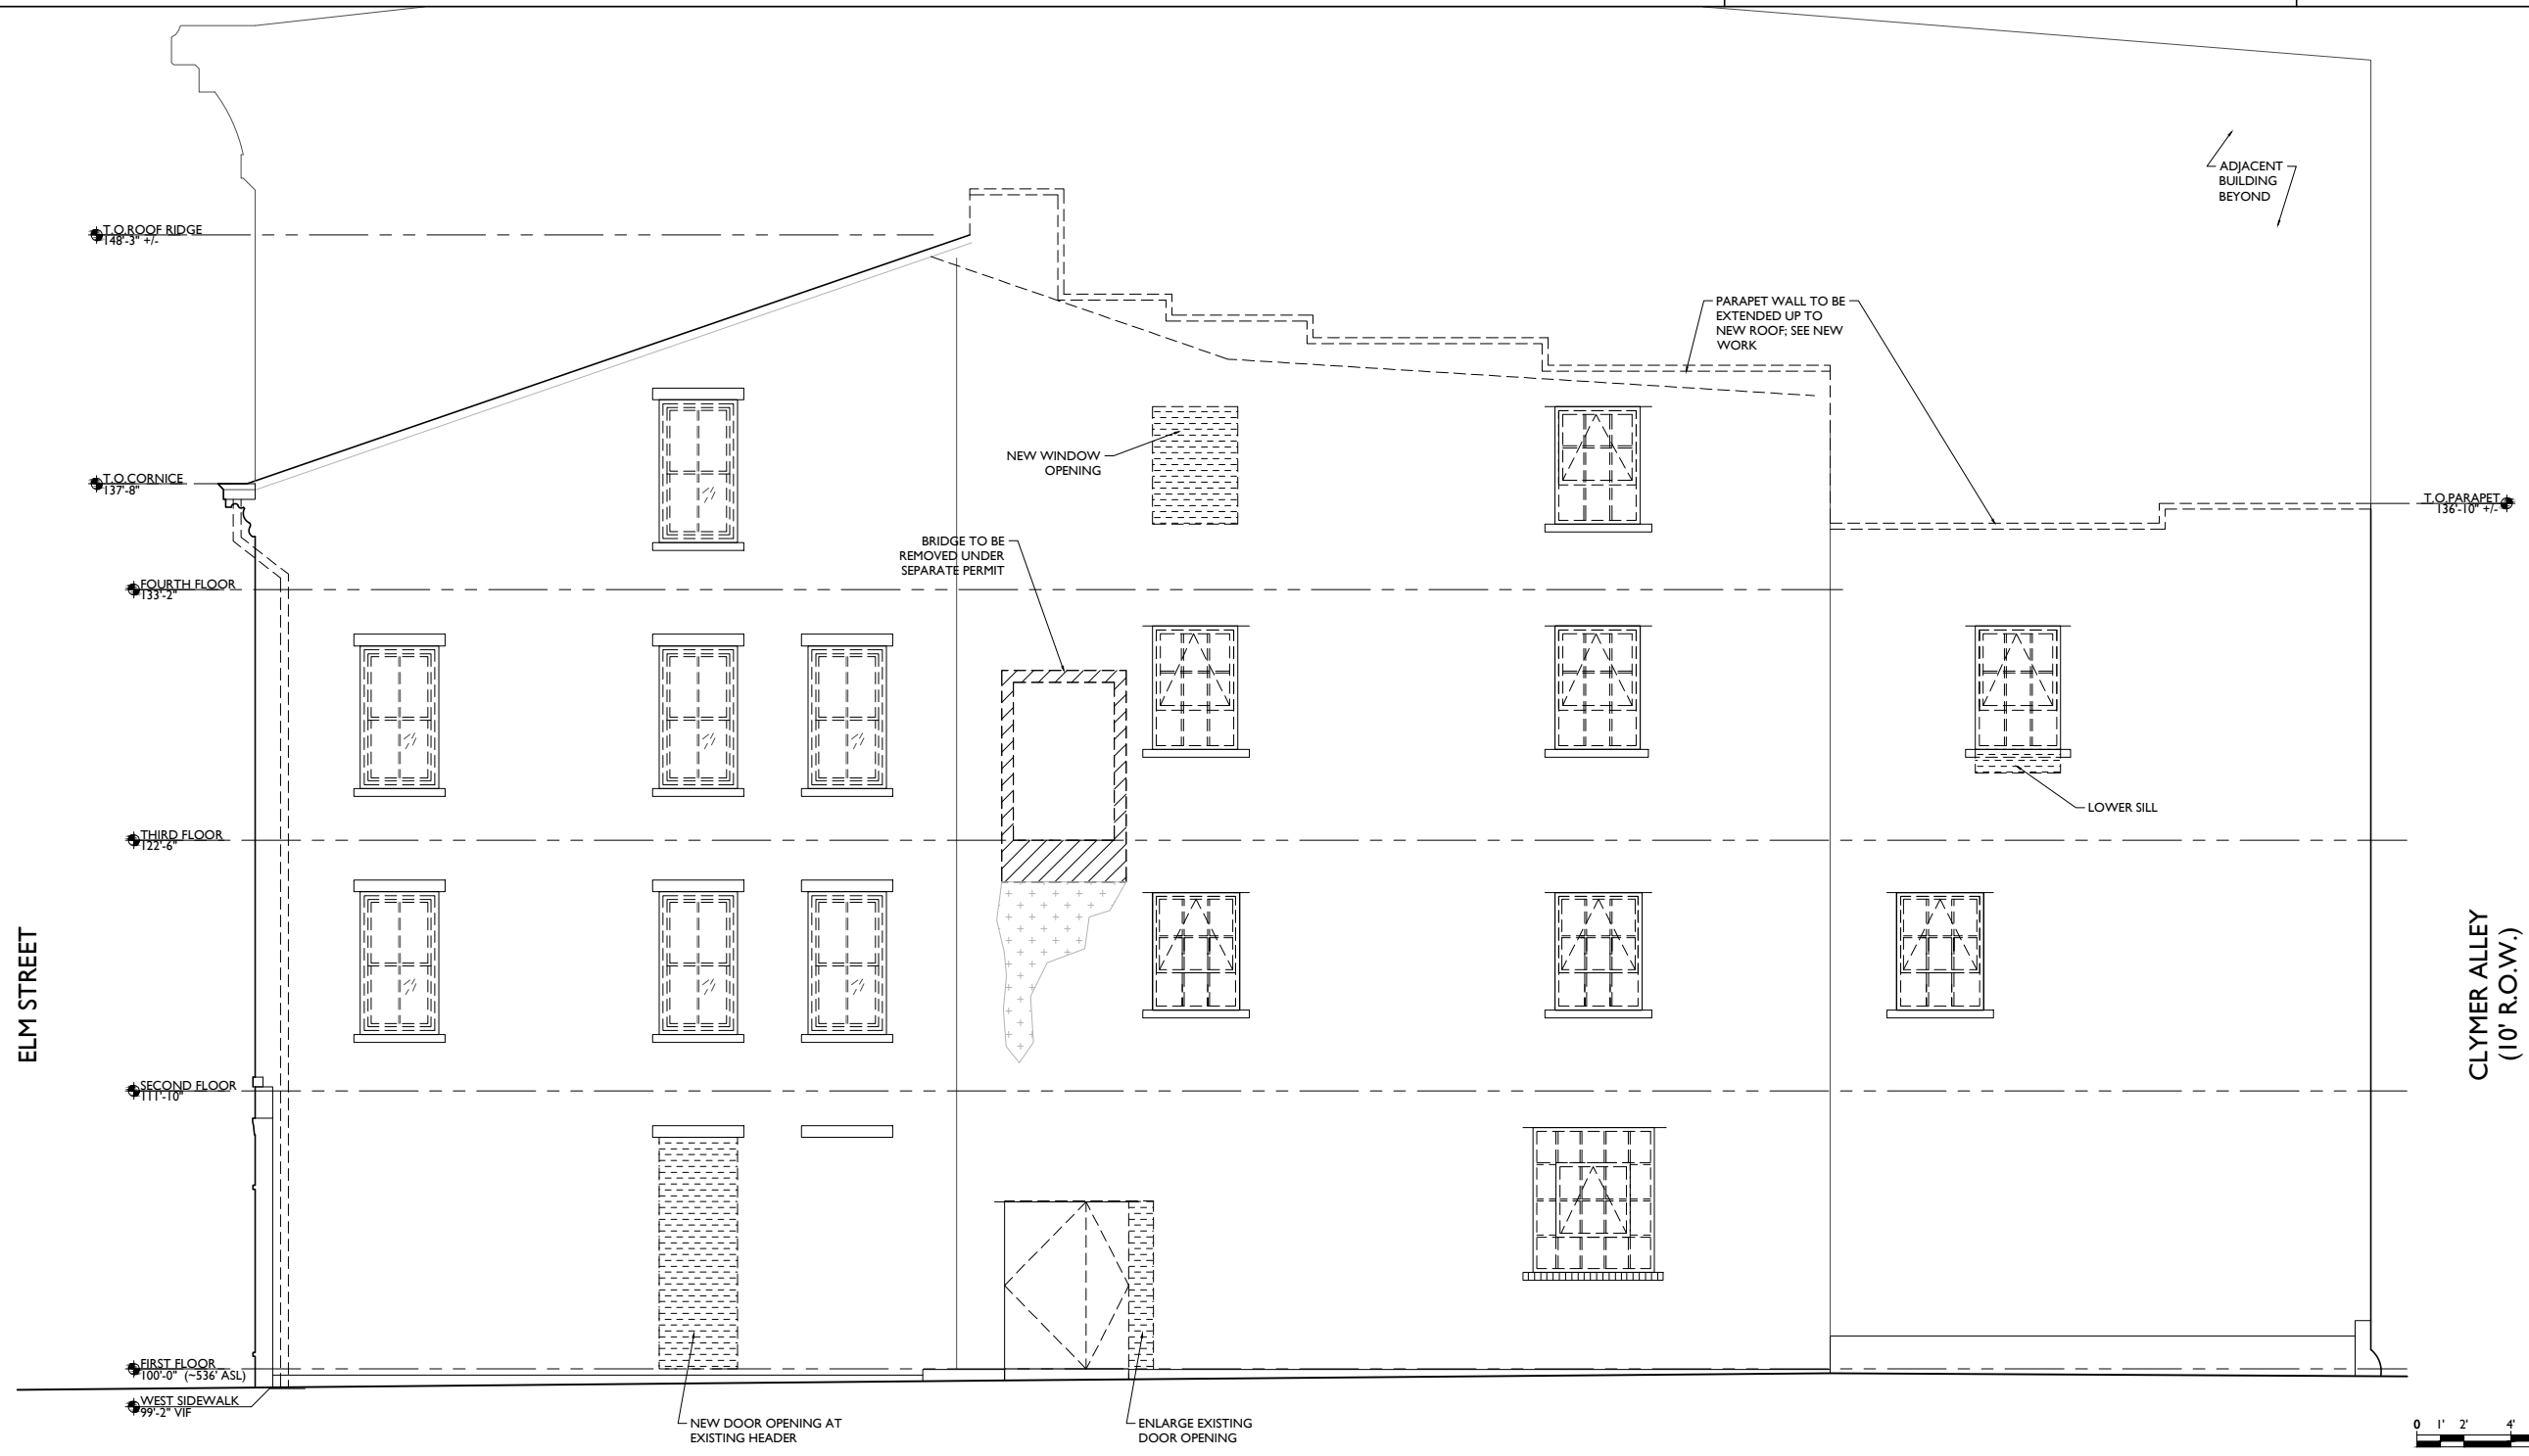 ADJACENT
BUILDING
BEYOND
T.O.ROOF RIDGE
148'-3" +/-
PARAPET WALL TO BE
EXTENDED UP TO
NEW ROOF; SEE NEW
WORK
NEW WINDOW
OPENING
T.O.CORNICE
137'-8"
T.O.PARAPET
136'-10" +/-
BRIDGE TO BE
REMOVED UNDER
SEPARATE PERMIT
FOURTH FLOOR
133'-2"
LOWER SILL
THIRD FLOOR
122'-6"
ELM STREET
CLYMER ALLEY
(10' R.O.W.)
SECOND FLOOR
111'-10"
FIRST FLOOR
100'-0" (~536' ASL)
WEST SIDEWALK
99'-2" VIF
NEW DOOR OPENING AT
EXISTING HEADER
ENLARGE EXISTING
DOOR OPENING
0 1' 2' 4'